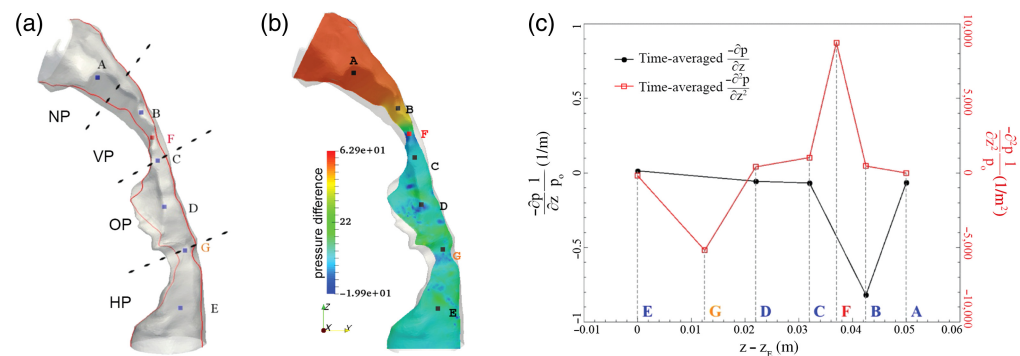 (a)
A
B
NP
F
VP
C
D
OP
G
HP
E
(b)
A
B
F
C
D
G
E
6.29e+01
22
-1.99e+01
pressure difference
Z
X
Y
(c)
Time-averaged -∂p/∂z
Time-averaged -∂²p/∂z²
1
0.5
0
-0.5
-1
-∂p/∂z 1/p₀ (1/m)
10,000
5,000
0
-5,000
-10,000
-∂²p/∂z² 1/p₀ (1/m²)
E G D C F B A
-0.01 0 0.01 0.02 0.03 0.04 0.05 0.06
z – z_E (m)